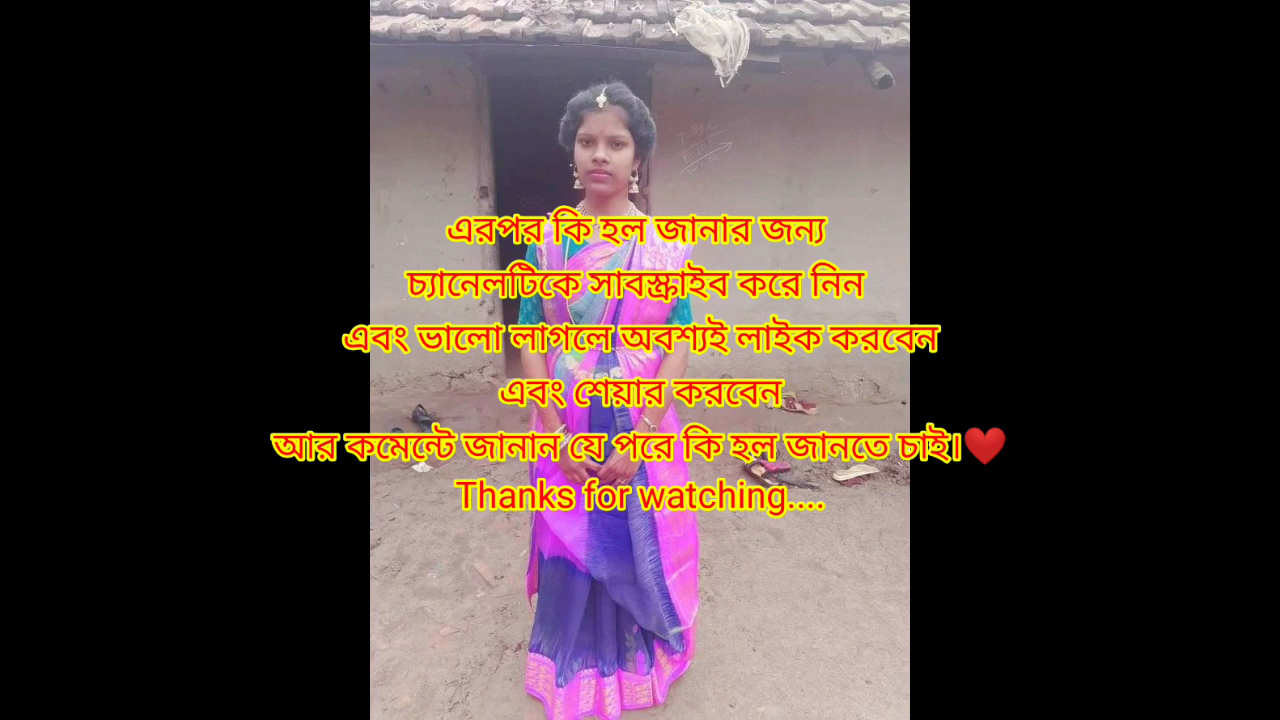 এরপর কি হল জানার জন্য
চ্যানেলটিকে সাবস্ক্রাইব করে নিন
এবং ভালো লাগলে অবশ্যই লাইক করবেন
এবং শেয়ার করবেন
আর কমেন্টে জানান যে পরে কি হল জানতে চাই।❤️
Thanks for watching....